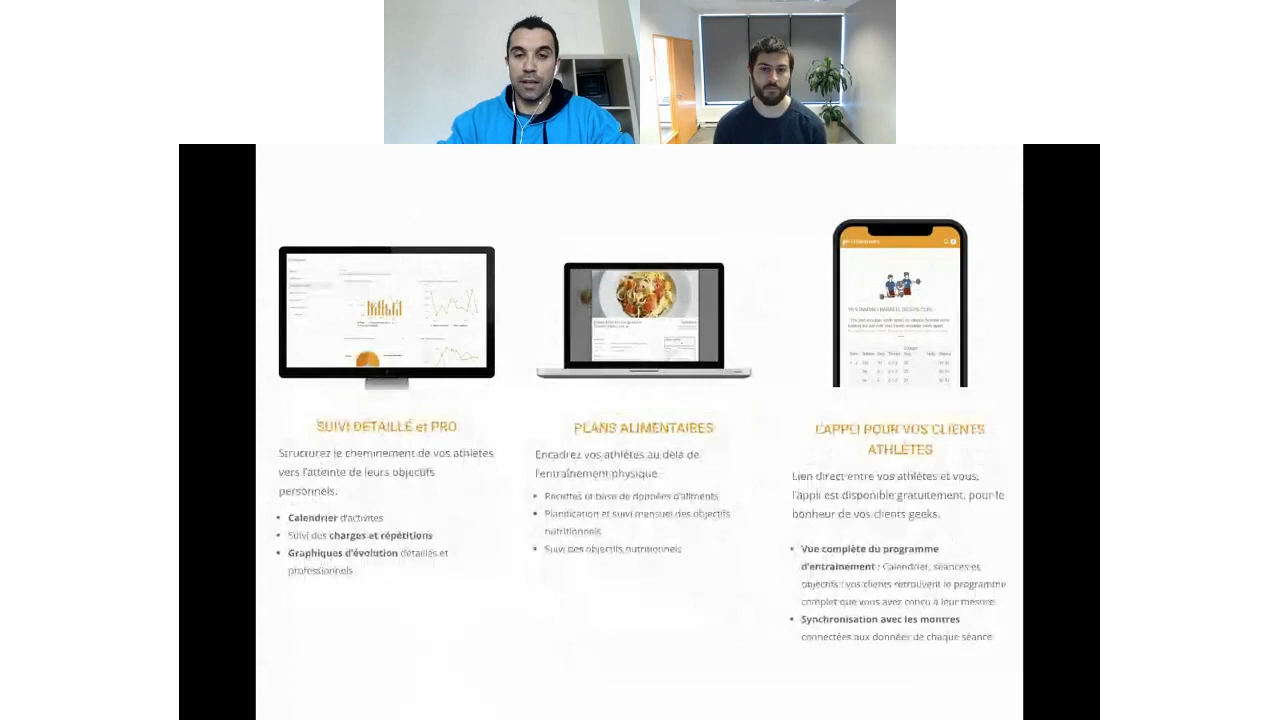 SUIVI DÉTAILLÉ et PRO
Structurez le cheminement de vos athlètes
vers l'atteinte de leurs objectifs
personnels.
• Calendrier d'activités
• Suivi des charges et répétitions
• Graphiques d'évolution détaillés et
professionnels
PLANS ALIMENTAIRES
Encadrez vos athlètes au delà de
l'entraînement physique
• Recettes et base de données d'aliments
• Planification et suivi mensuel des objectifs
nutritionnels
• Suivi des objectifs nutritionnels
L'APPLI POUR VOS CLIENTS
ATHLÈTES
Lien direct entre vos athlètes et vous,
l'appli est disponible gratuitement, pour le
bonheur de vos clients geeks.
• Vue complète du programme
d'entraînement : Calendrier, séances et
objectifs : vos clients retrouvent le programme
complet que vous avez conçu à leur mesure.
• Synchronisation avec les montres
connectées aux données de chaque séance